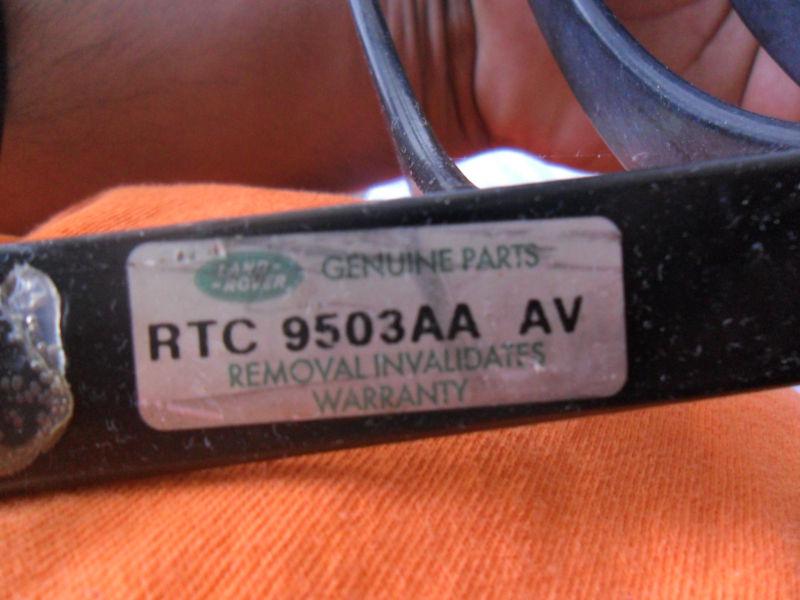 LAND-
-ROVER
GENUINE PARTS
RTC 9503AA AV
REMOVAL INVALIDATES
WARRANTY